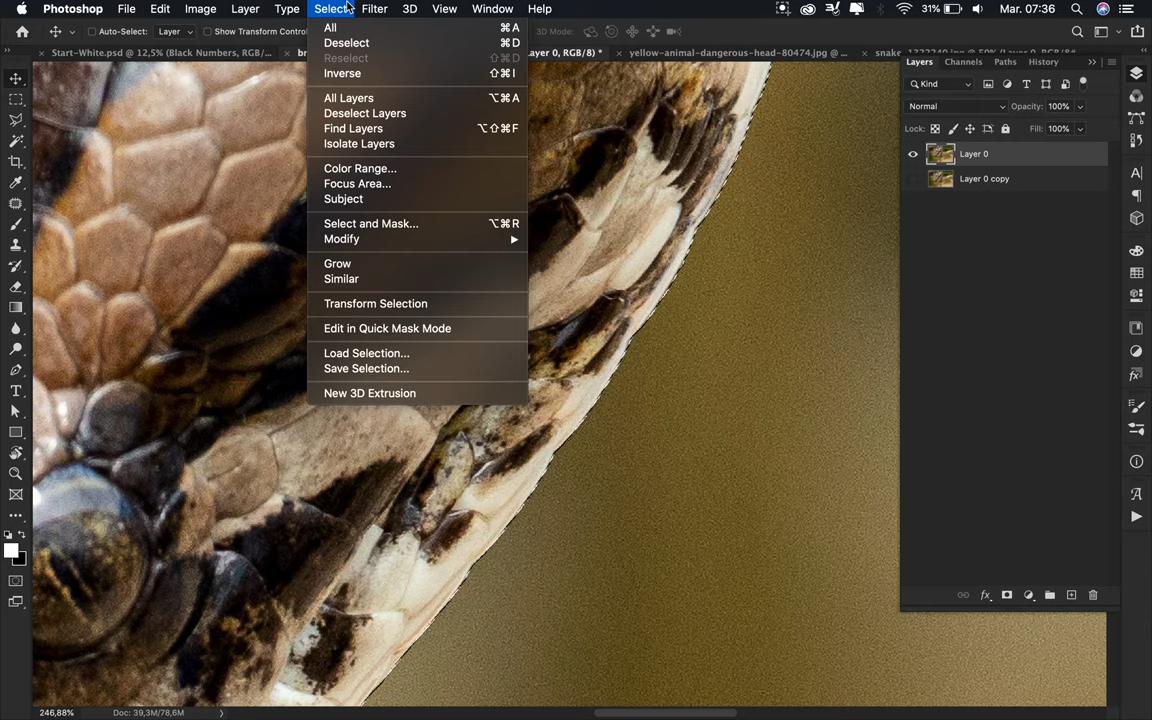 Photoshop File Edit Image Layer Type Select Filter 3D View Window Help 31% Mar. 07:36
Auto-Select: Layer Show Transform Contro 3D Mode:
Start-White.psd @ 12,5% (Black Numbers, RGB/... br ayer 0, RGB/8) * yellow-animal-dangerous-head-80474.jpg @ ... snake
All ⌘A
Deselect ⌘D
Reselect ⇧⌘D
Inverse ⇧⌘I
All Layers ⌥⌘A
Deselect Layers
Find Layers ⌥⇧⌘F
Isolate Layers
Color Range...
Focus Area...
Subject
Select and Mask... ⌥⌘R
Modify
Grow
Similar
Transform Selection
Edit in Quick Mask Mode
Load Selection...
Save Selection...
New 3D Extrusion
Layers Channels Paths History
Kind
Normal Opacity: 100%
Lock: Fill: 100%
Layer 0
Layer 0 copy
fx
246,88% Doc: 39,3M/78,6M